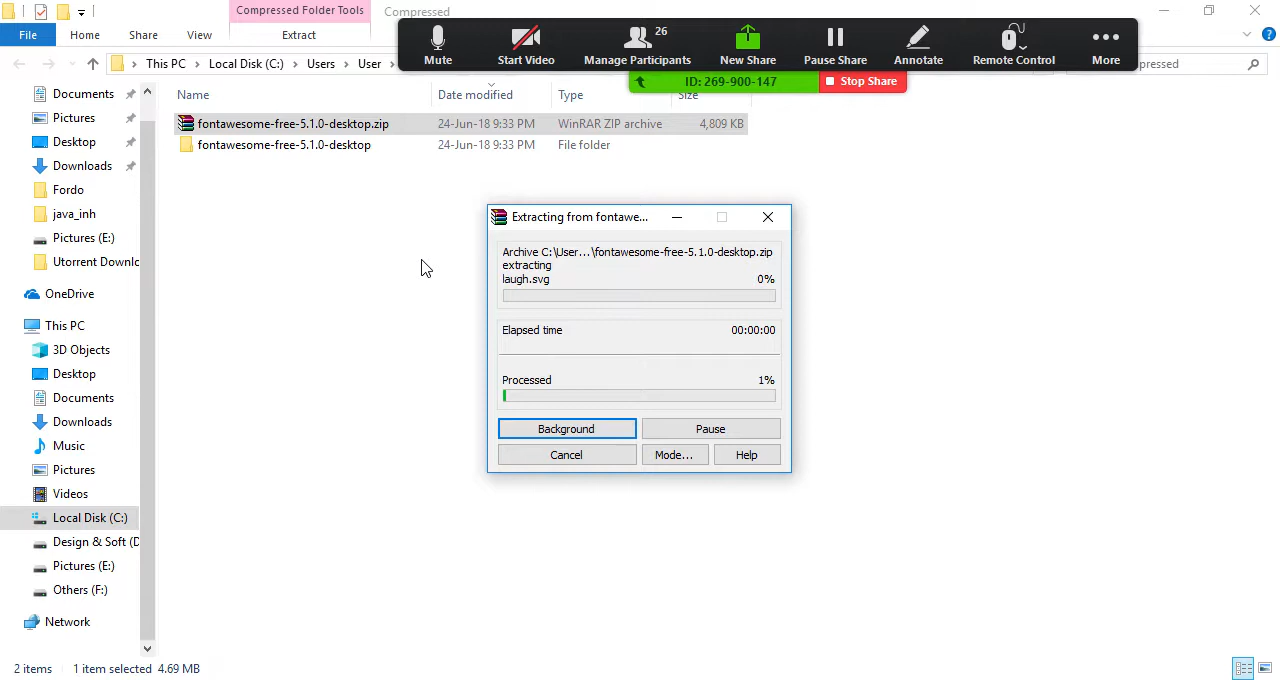 Compressed Folder Tools
Compressed
File
Home
Share
View
Extract
Mute
Start Video
Manage Participants
26
New Share
Pause Share
Annotate
Remote Control
More
ID: 269-900-147
Stop Share
This PC
Local Disk (C:)
Users
User
pressed
Name
Date modified
Type
Size
fontawesome-free-5.1.0-desktop.zip
24-Jun-18 9:33 PM
WinRAR ZIP archive
4,809 KB
fontawesome-free-5.1.0-desktop
24-Jun-18 9:33 PM
File folder
Documents
Pictures
Desktop
Downloads
Fordo
java_inh
Pictures (E:)
Utorrent Downlc
OneDrive
This PC
3D Objects
Desktop
Documents
Downloads
Music
Pictures
Videos
Local Disk (C:)
Design & Soft (D
Pictures (E:)
Others (F:)
Network
Extracting from fontawe...
Archive C:\User...\fontawesome-free-5.1.0-desktop.zip
extracting
laugh.svg
0%
Elapsed time
00:00:00
Processed
1%
Background
Pause
Cancel
Mode...
Help
2 items
1 item selected
4.69 MB